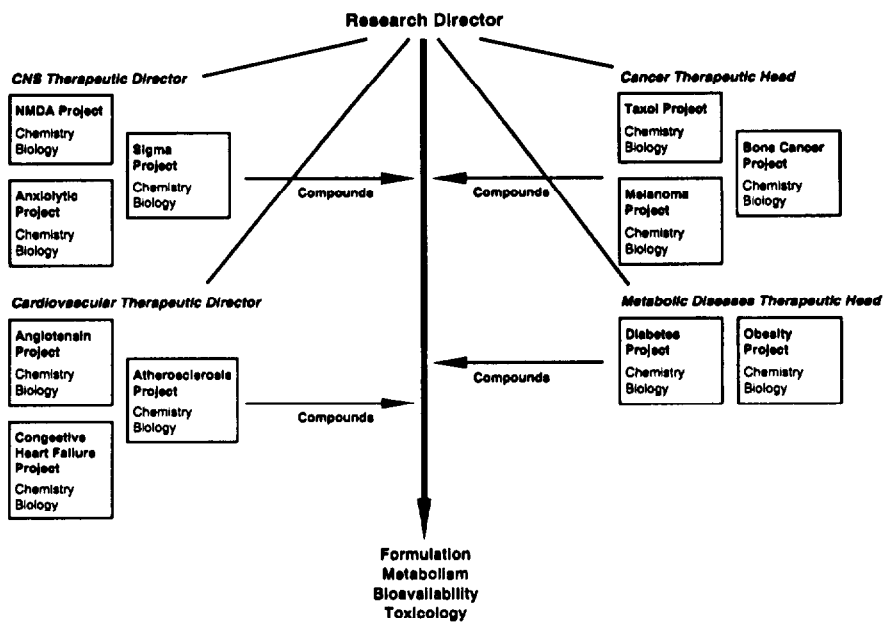 Research Director
CNS Therapeutic Director
NMDA Project
Chemistry
Biology
Sigma
Project
Chemistry
Biology
Anxiolytic
Project
Chemistry
Biology
Compounds
Cancer Therapeutic Head
Taxol Project
Chemistry
Biology
Bone Cancer
Project
Chemistry
Biology
Melanoma
Project
Chemistry
Biology
Compounds
Cardiovascular Therapeutic Director
Angiotensin
Project
Chemistry
Biology
Atherosclerosis
Project
Chemistry
Biology
Congestive
Heart Failure
Project
Chemistry
Biology
Compounds
Metabolic Diseases Therapeutic Head
Diabetes
Project
Chemistry
Biology
Obesity
Project
Chemistry
Biology
Compounds
Formulation
Metabolism
Bioavailability
Toxicology